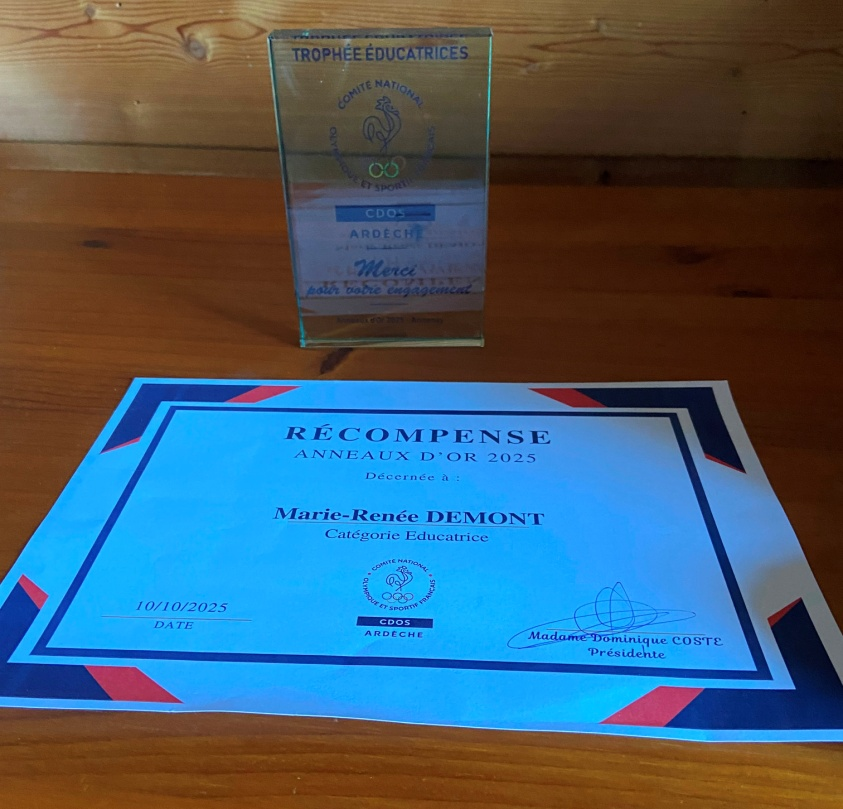 TROPHÉE ÉDUCATRICES
COMITÉ NATIONAL
OLYMPIQUE ET SPORTIF FRANÇAIS
CDOS
ARDÈCHE
Merci
pour votre engagement
RÉCOMPENSE
ANNEAUX D'OR 2025
Décernée à :
Marie-Renée DEMONT
Catégorie Educatrice
COMITÉ NATIONAL
OLYMPIQUE ET SPORTIF FRANÇAIS
CDOS
ARDÈCHE
10/10/2025
DATE
Madame Dominique COSTE
Présidente